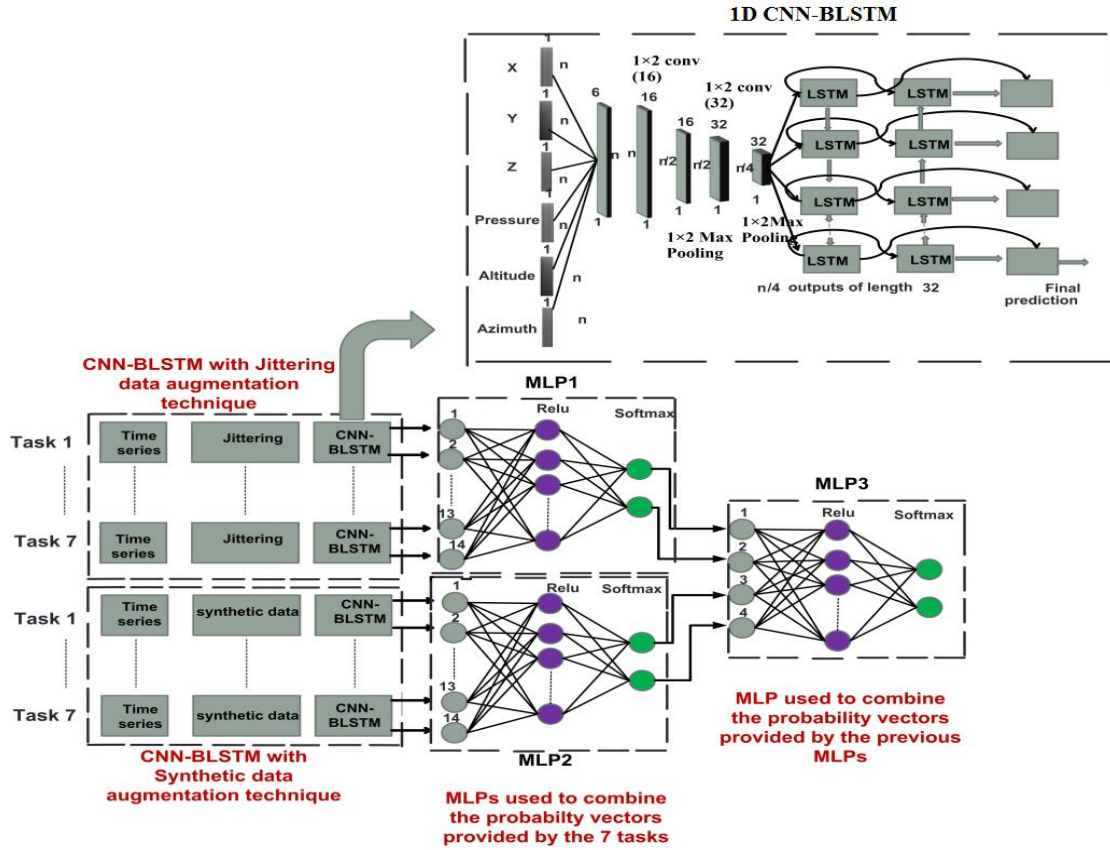 1D CNN-BLSTM
1
X
n
1
Y
n
1
Z
n
1
Pressure
n
1
Altitude
n
1
Azimuth
n
6
n
1
1×2 conv
(16)
16
n
1
16
n/2
1
1×2 Max
Pooling
1×2 conv
(32)
32
n/2
1
32
n/4
1
1×2Max
Pooling
LSTM
LSTM
LSTM
LSTM
LSTM
LSTM
LSTM
LSTM
n/4 outputs of length 32
Final
prediction
CNN-BLSTM with Jittering
data augmentation
technique
Task 1
Time
series
Jittering
CNN-
BLSTM
Task 7
Time
series
Jittering
CNN-
BLSTM
MLP1
Relu
Softmax
1
2
13
14
Task 1
Time
series
synthetic data
CNN-
BLSTM
Task 7
Time
series
synthetic data
CNN-
BLSTM
CNN-BLSTM with
Synthetic data
augmentation technique
Relu
Softmax
1
2
13
14
MLP2
MLPs used to combine
the probabilty vectors
provided by the 7 tasks
MLP3
Relu
Softmax
1
2
3
4
MLP used to combine
the probability vectors
provided by the previous
MLPs